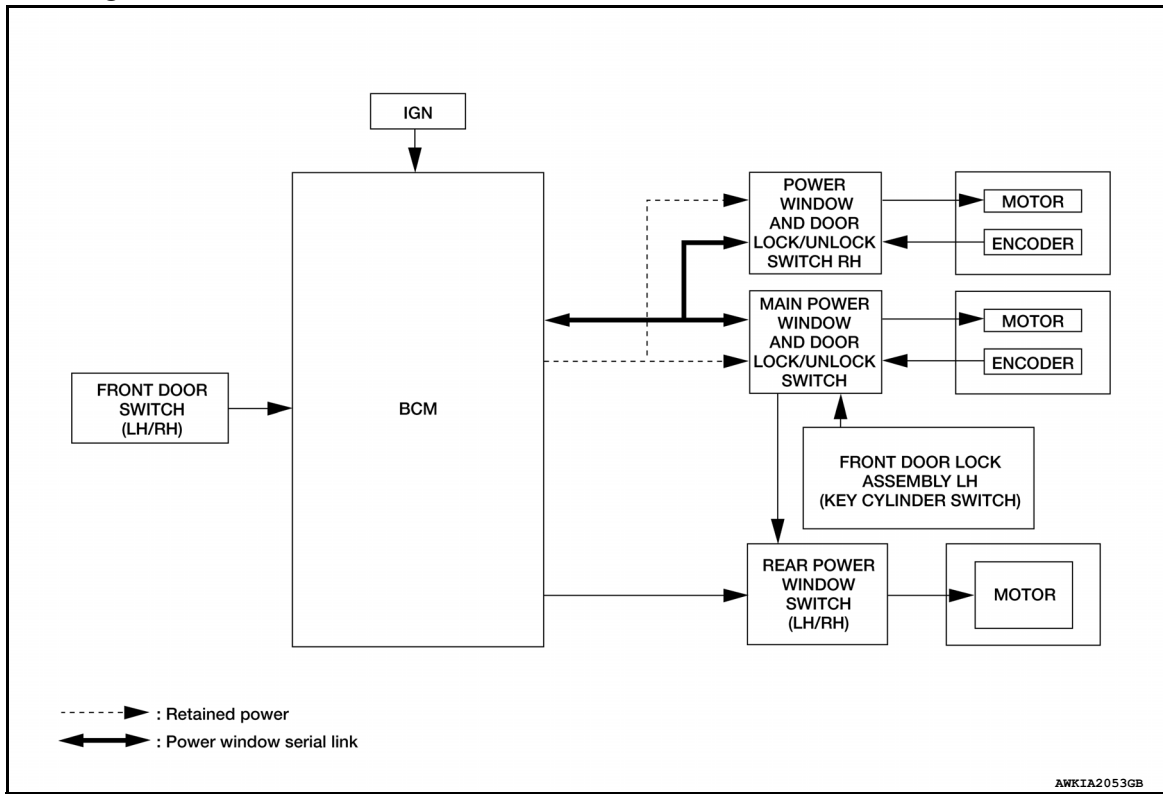 IGN
POWER
WINDOW
AND DOOR
LOCK/UNLOCK
SWITCH RH
MOTOR
ENCODER
MAIN POWER
WINDOW
AND DOOR
LOCK/UNLOCK
SWITCH
MOTOR
ENCODER
FRONT DOOR
SWITCH
(LH/RH)
BCM
FRONT DOOR LOCK
ASSEMBLY LH
(KEY CYLINDER SWITCH)
REAR POWER
WINDOW
SWITCH
(LH/RH)
MOTOR
: Retained power
: Power window serial link
AWKIA2053GB